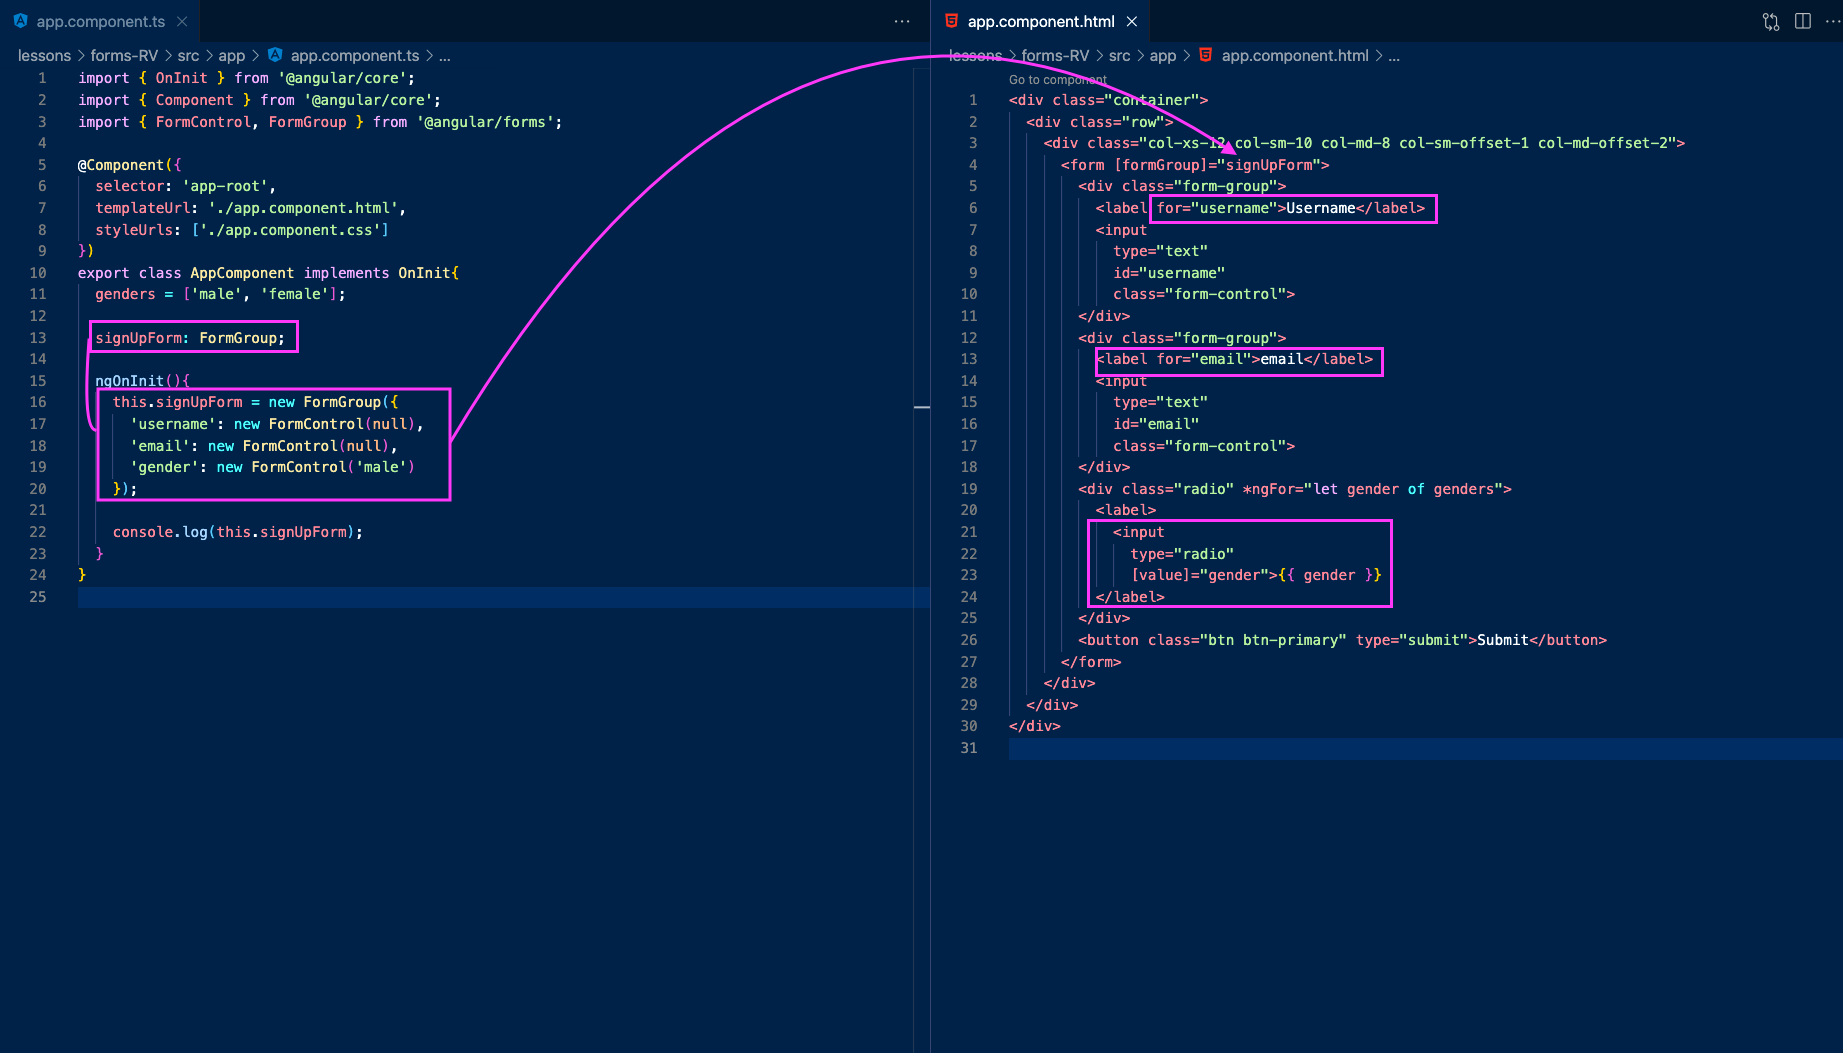 app.component.ts
lessons > forms-RV > src > app > app.component.ts > ...
1 import { OnInit } from '@angular/core';
2 import { Component } from '@angular/core';
3 import { FormControl, FormGroup } from '@angular/forms';
4
5 @Component({
6 selector: 'app-root',
7 templateUrl: './app.component.html',
8 styleUrls: ['./app.component.css']
9 })
10 export class AppComponent implements OnInit{
11 genders = ['male', 'female'];
12
13 signUpForm: FormGroup;
14
15 ngOnInit(){
16 this.signUpForm = new FormGroup({
17 'username': new FormControl(null),
18 'email': new FormControl(null),
19 'gender': new FormControl('male')
20 });
21
22 console.log(this.signUpForm);
23 }
24 }
25
app.component.html
lessons > forms-RV > src > app > app.component.html > ...
Go to component
1 <div class="container">
2 <div class="row">
3 <div class="col-xs-12 col-sm-10 col-md-8 col-sm-offset-1 col-md-offset-2">
4 <form [formGroup]="signUpForm">
5 <div class="form-group">
6 <label for="username">Username</label>
7 <input
8 type="text"
9 id="username"
10 class="form-control">
11 </div>
12 <div class="form-group">
13 <label for="email">email</label>
14 <input
15 type="text"
16 id="email"
17 class="form-control">
18 </div>
19 <div class="radio" *ngFor="let gender of genders">
20 <label>
21 <input
22 type="radio"
23 [value]="gender">{{ gender }}
24 </label>
25 </div>
26 <button class="btn btn-primary" type="submit">Submit</button>
27 </form>
28 </div>
29 </div>
30 </div>
31